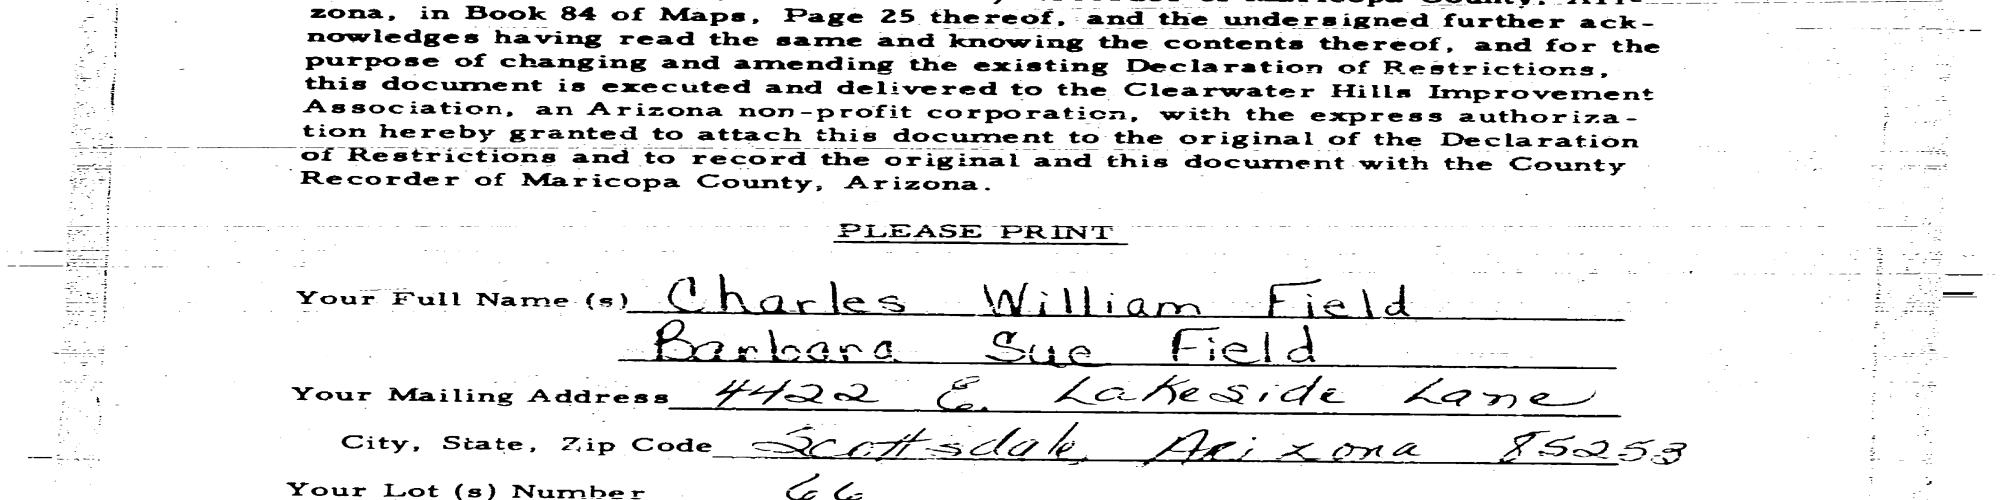 zona, in Book 84 of Maps, Page 25 thereof, and the undersigned further ack-
nowledges having read the same and knowing the contents thereof, and for the
purpose of changing and amending the existing Declaration of Restrictions,
this document is executed and delivered to the Clearwater Hills Improvement
Association, an Arizona non-profit corporation, with the express authoriza-
tion hereby granted to attach this document to the original of the Declaration
of Restrictions and to record the original and this document with the County
Recorder of Maricopa County, Arizona.
PLEASE PRINT
Your Full Name (s) Charles William Field
Barbara Sue Field
Your Mailing Address 4422 E. Lakeside Lane
City, State, Zip Code Scottsdale, Arizona 85253
Your Lot (s) Number 66